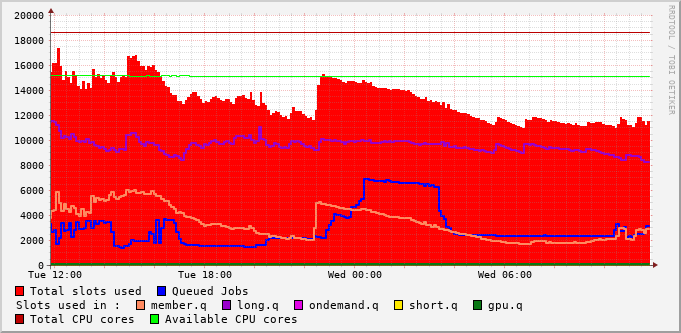 20000
18000
16000
14000
12000
10000
8000
6000
4000
2000
0
Tue 12:00 Tue 18:00 Wed 00:00 Wed 06:00
RRDTOOL / TOBI OETIKER
Total slots used Queued Jobs
Slots used in : member.q long.q ondemand.q short.q gpu.q
Total CPU cores Available CPU cores